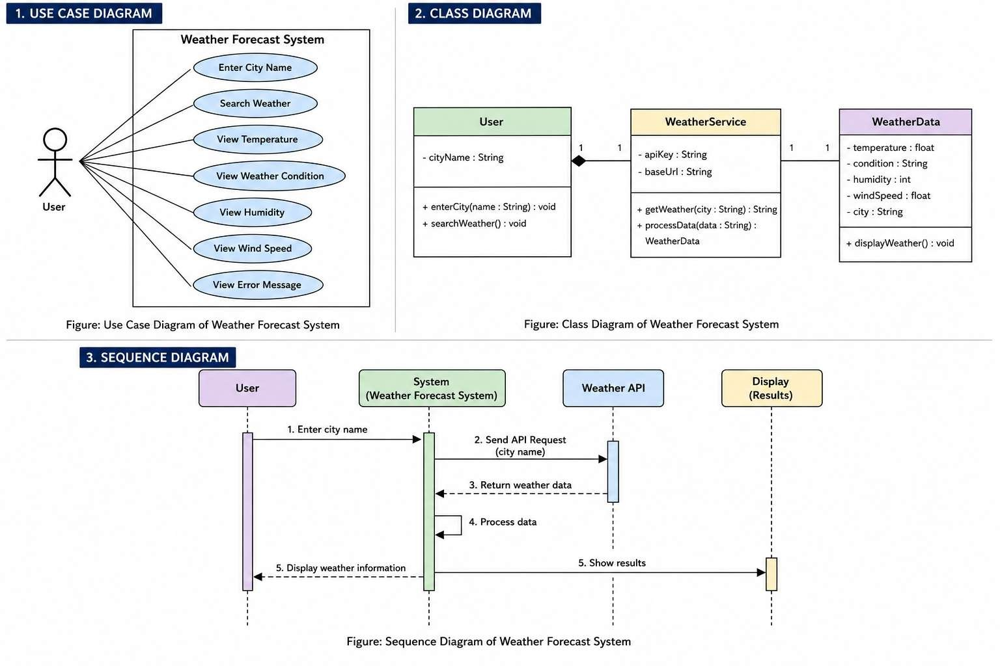 1. USE CASE DIAGRAM
Weather Forecast System
Enter City Name
Search Weather
View Temperature
View Weather Condition
View Humidity
View Wind Speed
View Error Message
User
Figure: Use Case Diagram of Weather Forecast System
2. CLASS DIAGRAM
User
- cityName : String
+ enterCity(name : String) : void
+ searchWeather() : void
1
1
WeatherService
- apiKey : String
- baseUrl : String
+ getWeather(city : String) : String
+ processData(data : String) :
WeatherData
1
1
WeatherData
- temperature : float
- condition : String
- humidity : int
- windSpeed : float
- city : String
+ displayWeather() : void
Figure: Class Diagram of Weather Forecast System
3. SEQUENCE DIAGRAM
User
System
(Weather Forecast System)
Weather API
Display
(Results)
1. Enter city name
2. Send API Request
(city name)
3. Return weather data
4. Process data
5. Display weather information
5. Show results
Figure: Sequence Diagram of Weather Forecast System